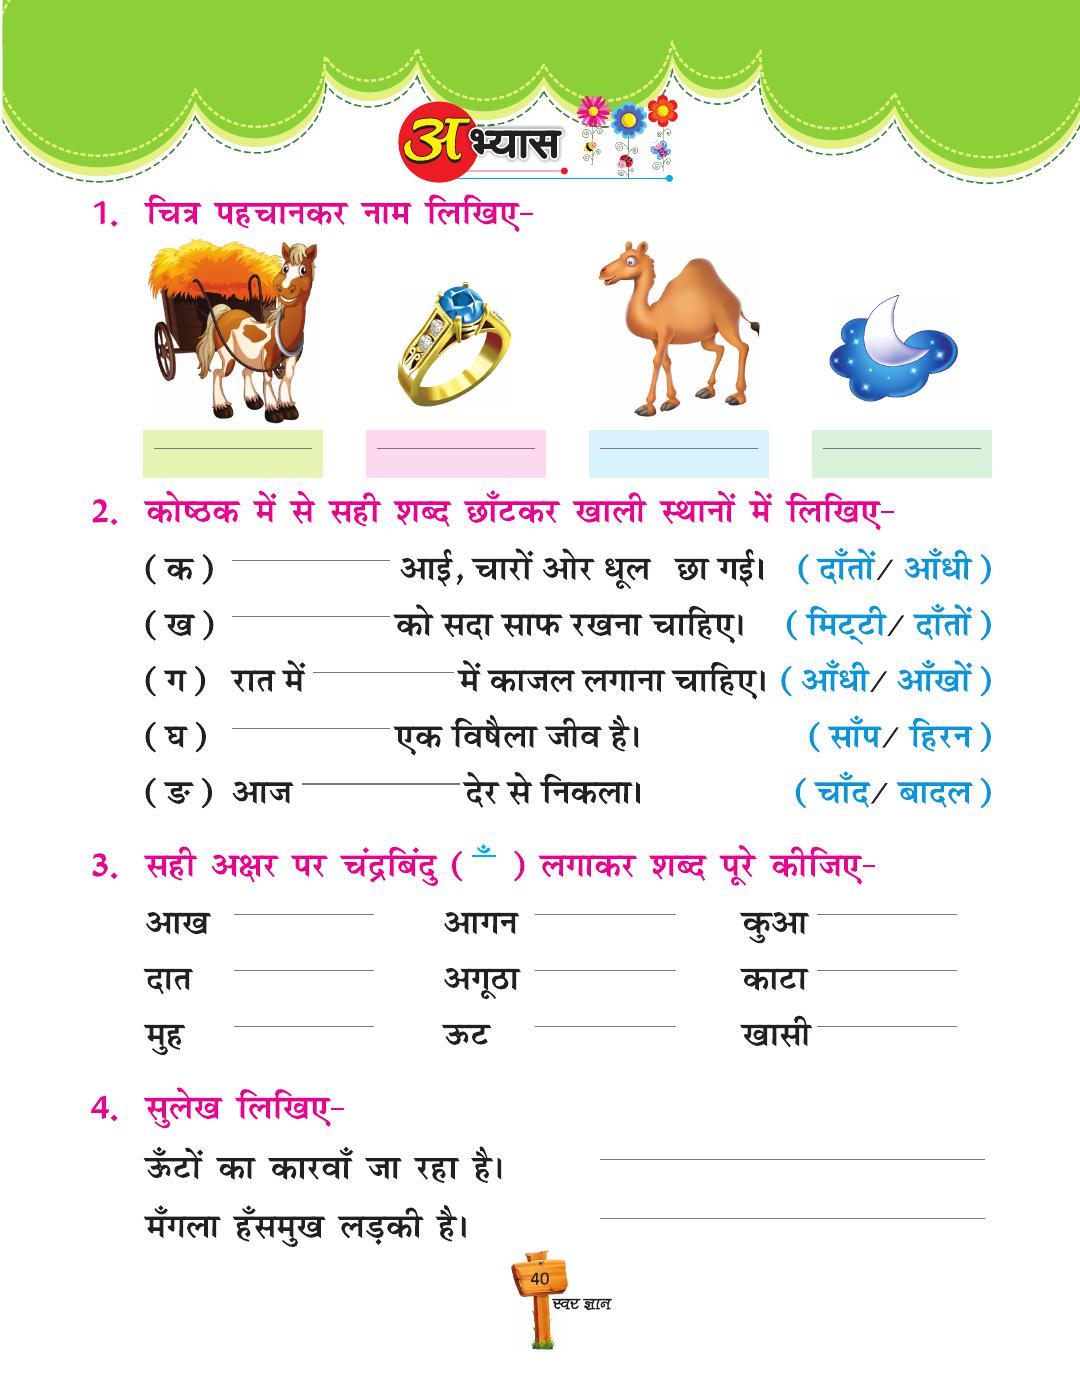 अभ्यास
1. चित्र पहचानकर नाम लिखिए-
2. कोष्ठक में से सही शब्द छाँटकर खाली स्थानों में लिखिए-
(क) ________ आई, चारों ओर धूल छा गई। (दाँतों/ आँधी)
(ख) ________ को सदा साफ रखना चाहिए। (मिट्टी/ दाँतों)
(ग) रात में ________ में काजल लगाना चाहिए। (आँधी/ आँखों)
(घ) ________ एक विषैला जीव है। (साँप/ हिरन)
(ङ) आज ________ देर से निकला। (चाँद/ बादल)
3. सही अक्षर पर चंद्रबिंदु ( ँ ) लगाकर शब्द पूरे कीजिए-
आख ________ आगन ________ कुआ ________
दात ________ अगूठा ________ काटा ________
मुह ________ ऊट ________ खासी ________
4. सुलेख लिखिए-
ऊँटों का कारवाँ जा रहा है। ________
मँगला हँसमुख लड़की है। ________
40
स्वर ज्ञान